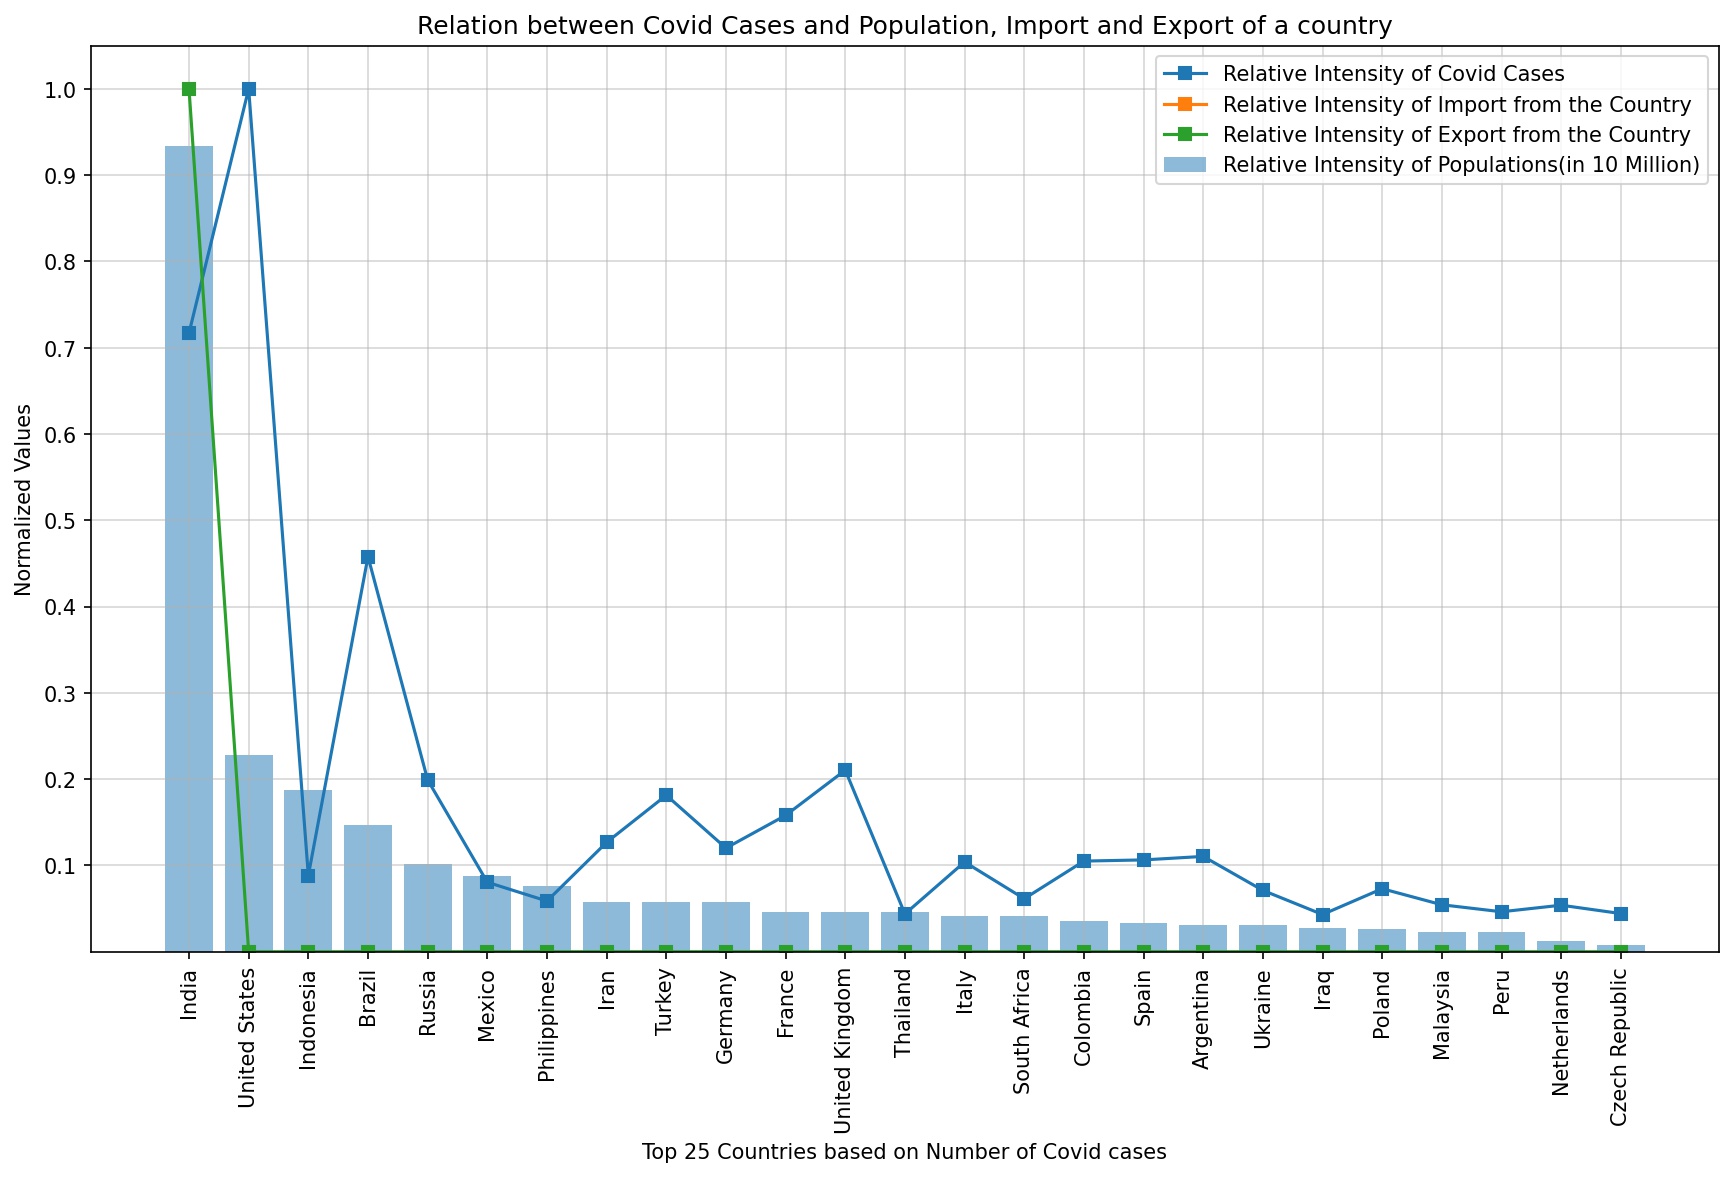 Relation between Covid Cases and Population, Import and Export of a country
Relative Intensity of Covid Cases
Relative Intensity of Import from the Country
Relative Intensity of Export from the Country
Relative Intensity of Populations(in 10 Million)
Normalized Values
1.0
0.9
0.8
0.7
0.6
0.5
0.4
0.3
0.2
0.1
India
United States
Indonesia
Brazil
Russia
Mexico
Philippines
Iran
Turkey
Germany
France
United Kingdom
Thailand
Italy
South Africa
Colombia
Spain
Argentina
Ukraine
Iraq
Poland
Malaysia
Peru
Netherlands
Czech Republic
Top 25 Countries based on Number of Covid cases